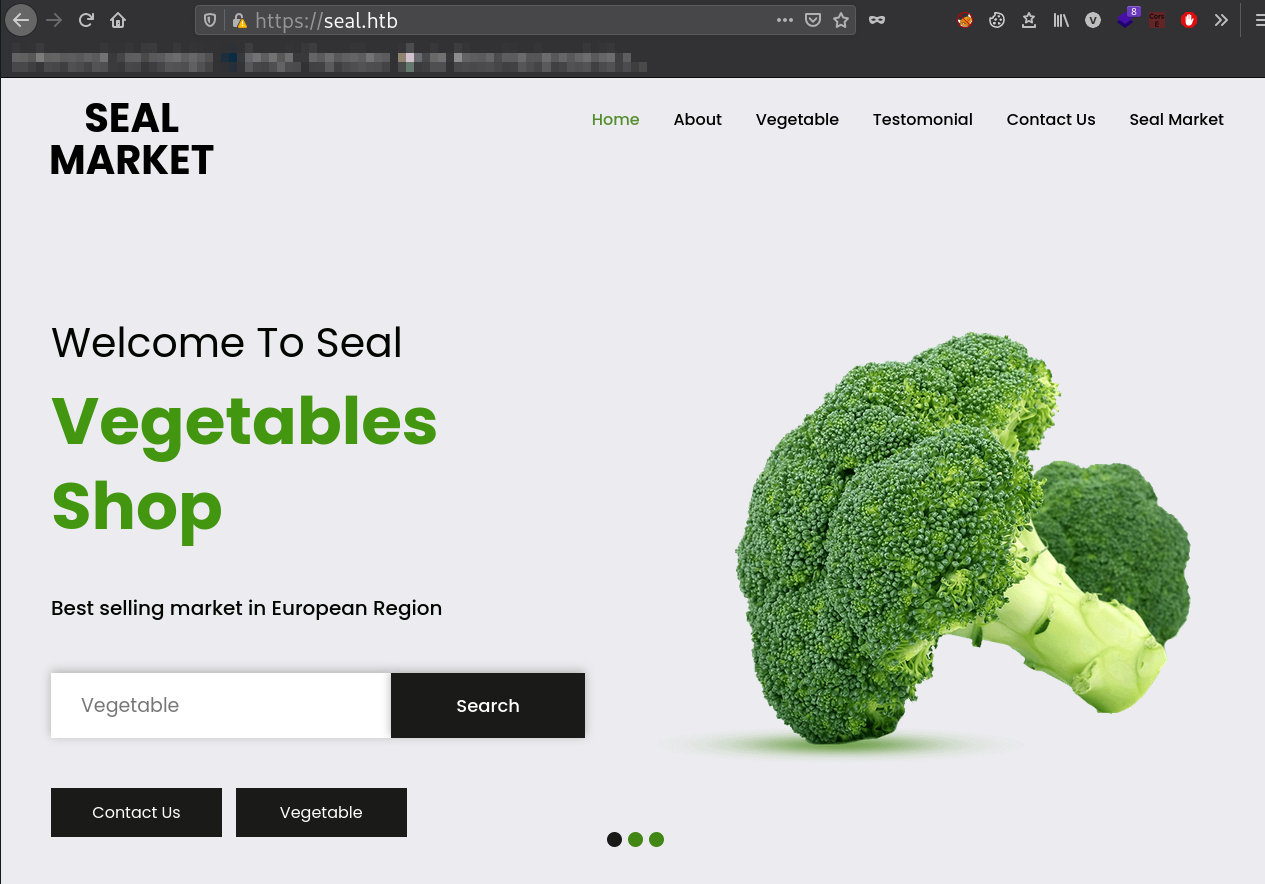 https://seal.htb
8
V
Cors
E
SEAL
MARKET
Home About Vegetable Testomonial Contact Us Seal Market
Welcome To Seal
Vegetables
Shop
Best selling market in European Region
Vegetable Search
Contact Us Vegetable